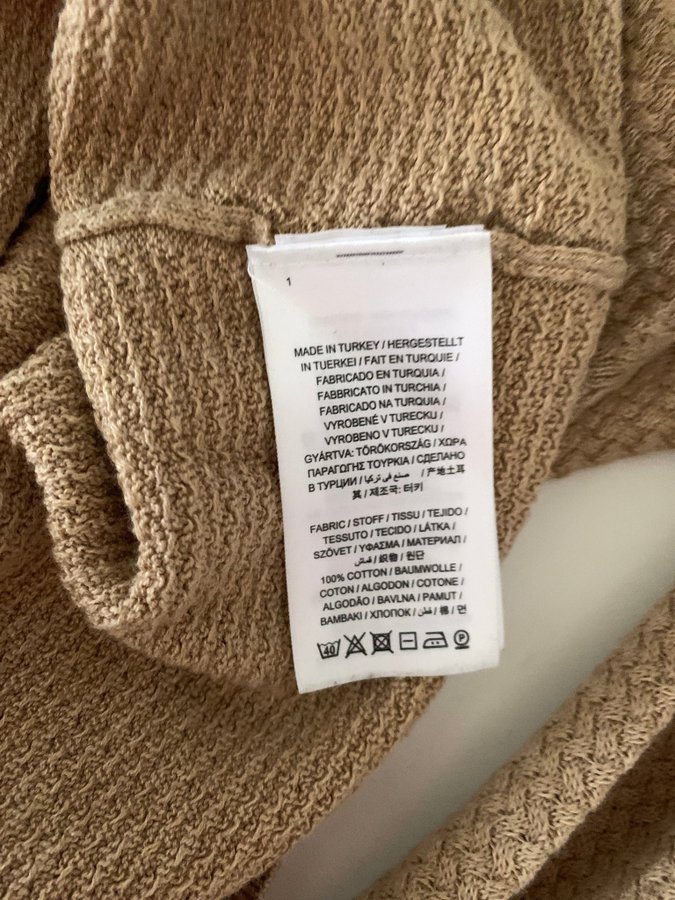 1
MADE IN TURKEY / HERGESTELLT
IN TUERKEI / FAIT EN TURQUIE /
FABRICADO EN TURQUIA /
FABBRICATO IN TURCHIA /
FABRICADO NA TURQUIA /
VYROBENÉ V TURECKU /
VYROBENO V TURECKU /
GYÁRTVA: TÖRÖKORSZÁG / ΧΩΡΑ
ΠΑΡΑΓΩΓΗΣ ΤΟΥΡΚΙΑ / СДЕЛАНО
В ТУРЦИИ / صنع في تركيا / 产地土耳
其 / 제조국: 터키
FABRIC / STOFF / TISSU / TEJIDO /
TESSUTO / TECIDO / LÁTKA /
SZÖVET / ΥΦΑΣΜΑ / МАТЕРИАЛ /
قماش / 织物 / 원단
100% COTTON / BAUMWOLLE /
COTON / ALGODON / COTONE /
ALGODÃO / BAVLNA / PAMUT /
ΒΑΜΒΑΚΙ / ХЛОПОК / قطن / 棉 / 면
40 P